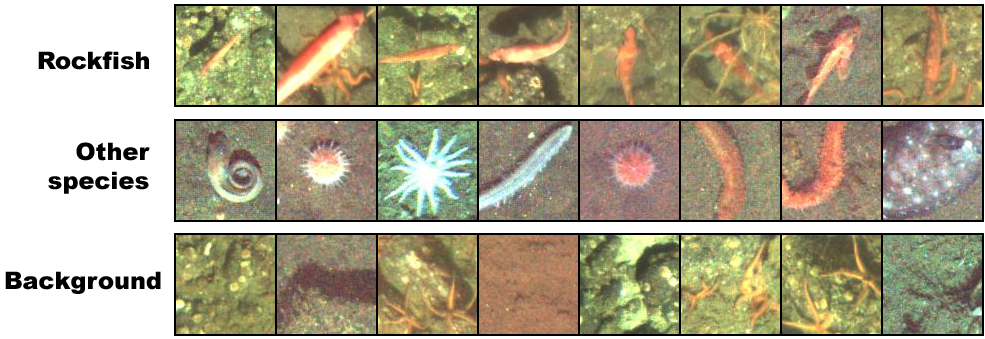 Rockfish
Other
species
Background